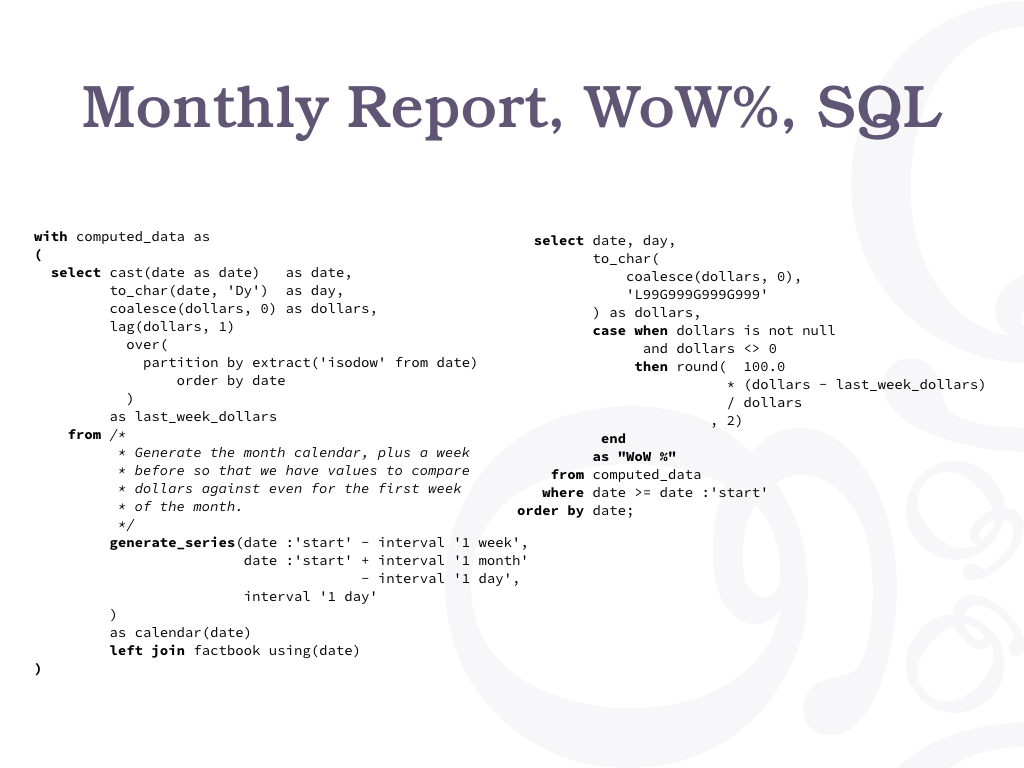 Monthly Report, WoW%, SQL
with computed_data as
(
  select cast(date as date)   as date,
         to_char(date, 'Dy')  as day,
         coalesce(dollars, 0) as dollars,
         lag(dollars, 1)
           over(
             partition by extract('isodow' from date)
                 order by date
           )
         as last_week_dollars
    from /*
          * Generate the month calendar, plus a week
          * before so that we have values to compare
          * dollars against even for the first week
          * of the month.
          */
         generate_series(date :'start' - interval '1 week',
                         date :'start' + interval '1 month'
                                       - interval '1 day',
                         interval '1 day'
         )
         as calendar(date)
         left join factbook using(date)
)
  select date, day,
         to_char(
             coalesce(dollars, 0),
             'L99G999G999G999'
         ) as dollars,
         case when dollars is not null
               and dollars <> 0
              then round(  100.0
                         * (dollars - last_week_dollars)
                         / dollars
                       , 2)
          end
         as "WoW %"
    from computed_data
   where date >= date :'start'
order by date;